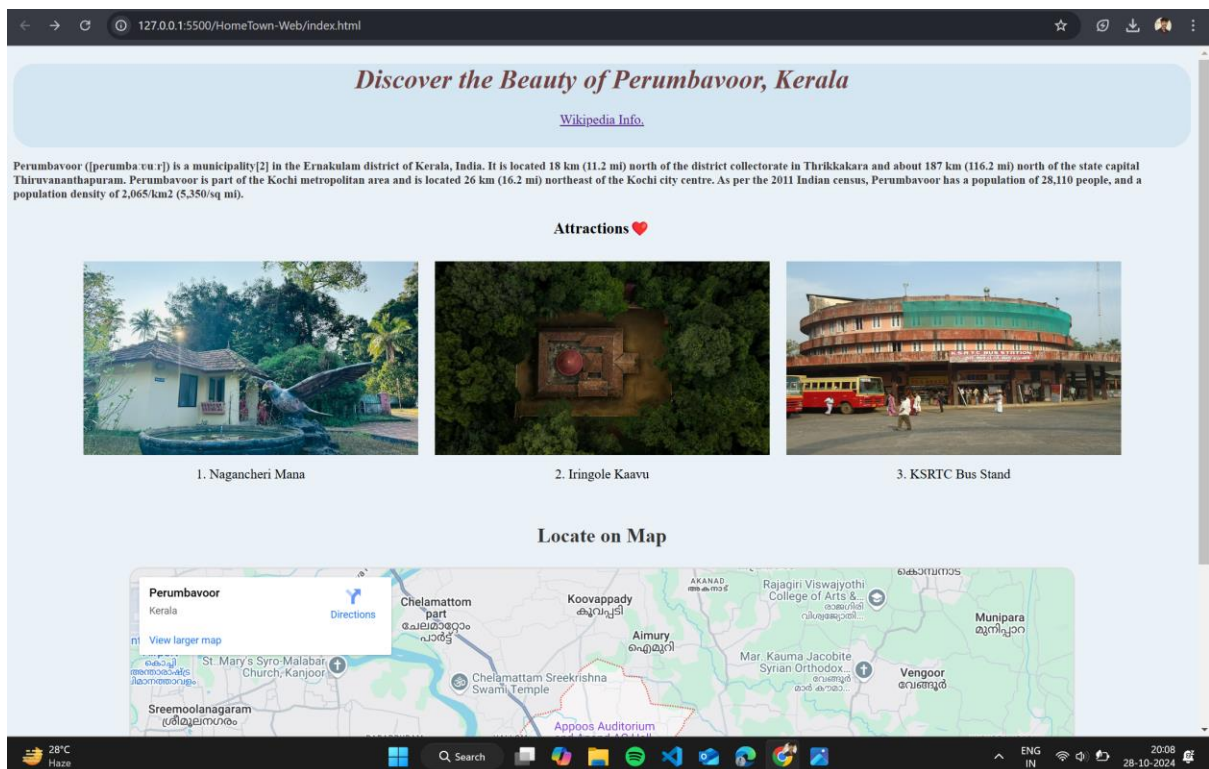 127.0.0.1:5500/HomeTown-Web/index.html
Discover the Beauty of Perumbavoor, Kerala
Wikipedia Info.
Perumbavoor ([perumbaːʋuːr]) is a municipality[2] in the Ernakulam district of Kerala, India. It is located 18 km (11.2 mi) north of the district collectorate in Thrikkakara and about 187 km (116.2 mi) north of the state capital
Thiruvananthapuram. Perumbavoor is part of the Kochi metropolitan area and is located 26 km (16.2 mi) northeast of the Kochi city centre. As per the 2011 Indian census, Perumbavoor has a population of 28,110 people, and a
population density of 2,065/km2 (5,350/sq mi).
Attractions❤️
K.S.R.T.C. BUS STATION
1. Nagancheri Mana
2. Iringole Kaavu
3. KSRTC Bus Stand
Locate on Map
Perumbavoor
Kerala
Directions
View larger map
Chelamattom
part
ചേലാമറ്റോം
പാർട്ട്
Koovappady
കൂവപ്പടി
AKANAD
അകനാട്
Rajagiri Viswajyothi
College of Arts &...
രാജഗിരി
വിശ്വജ്യോതി...
കൊമ്പനാട്
Munipara
മുനിപ്പാറ
Aimury
ഐമുറി
St. Mary's Syro-Malabar
Church, Kanjoor
Mar Kauma Jacobite
Syrian Orthodox...
വേങ്ങൂർ
മാർ കൗമാ...
Vengoor
വേങ്ങൂർ
Chelamattam Sreekrishna
Swami Temple
Sreemoolanagaram
ശ്രീമൂലനഗരം
Appoos Auditorium
28°C
Haze
Search
ENG
IN
20:08
28-10-2024